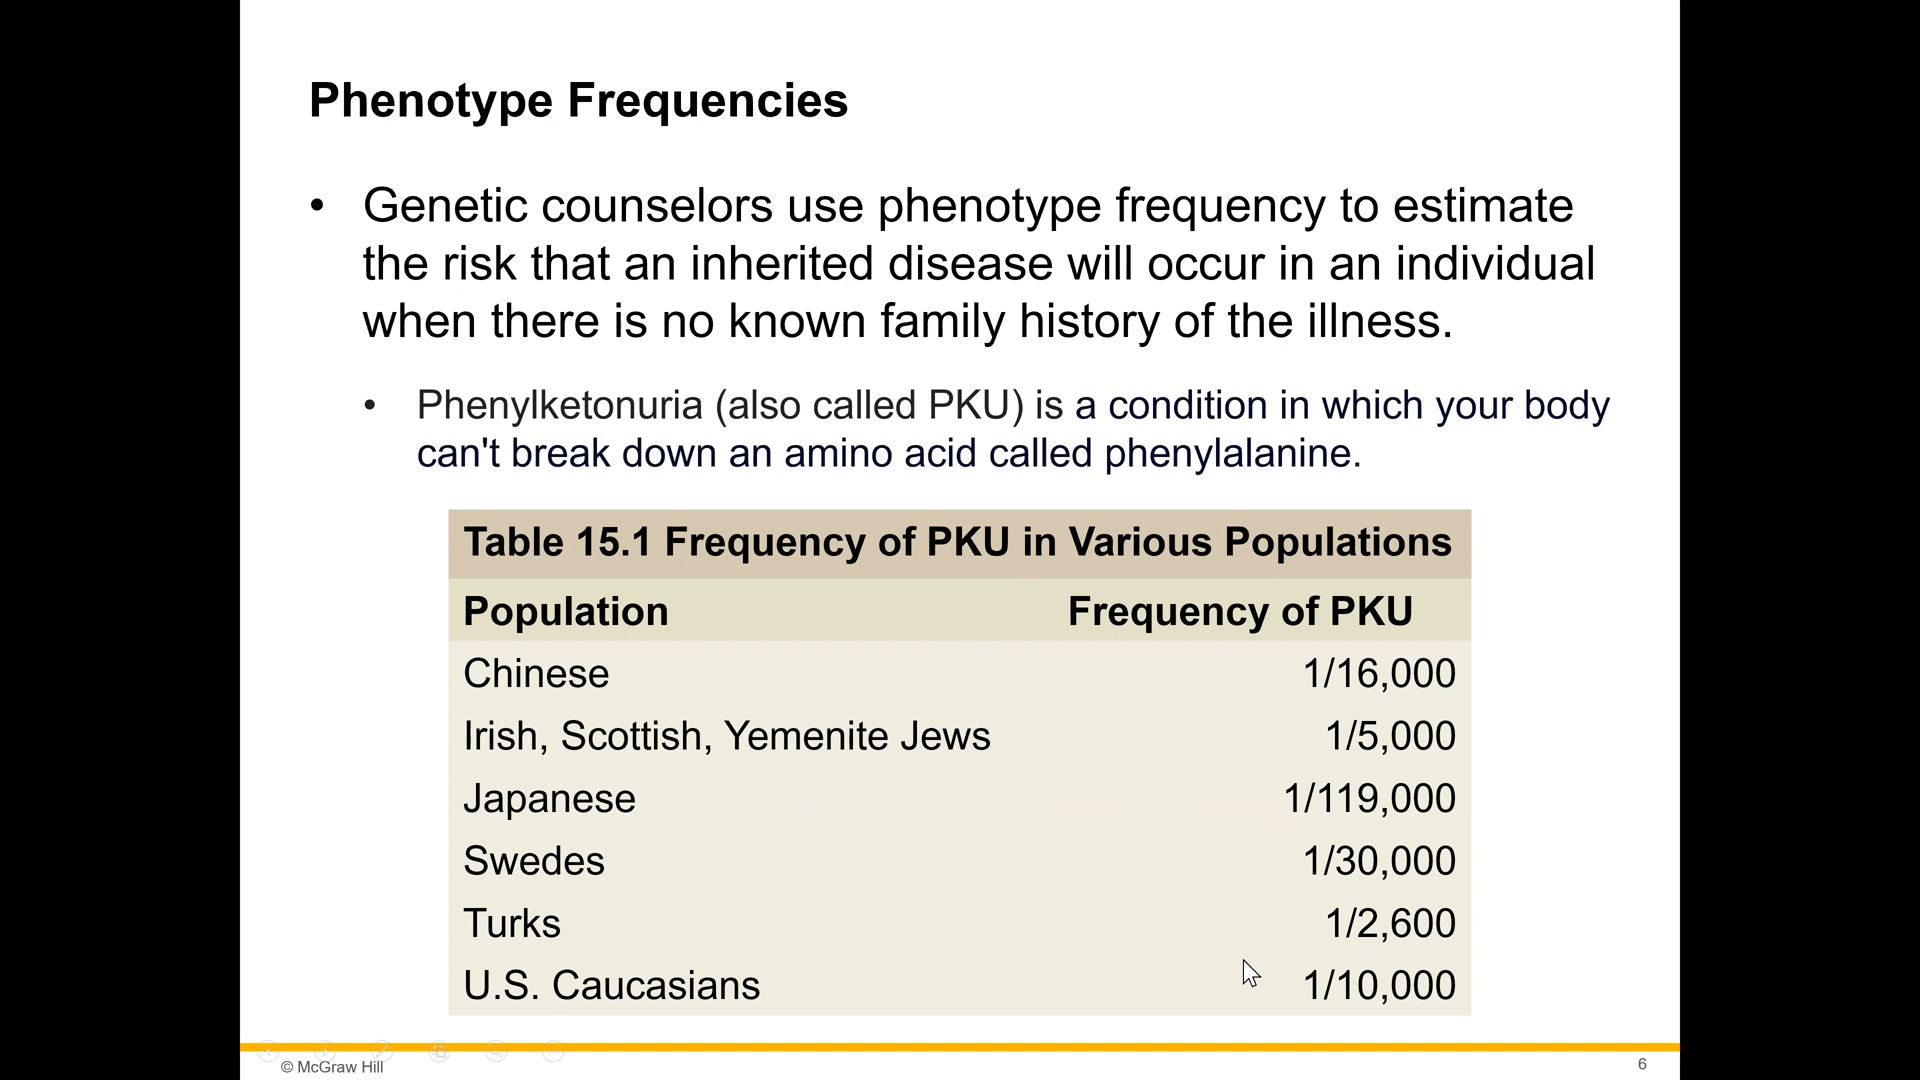 Phenotype Frequencies
• Genetic counselors use phenotype frequency to estimate
the risk that an inherited disease will occur in an individual
when there is no known family history of the illness.
• Phenylketonuria (also called PKU) is a condition in which your body
can't break down an amino acid called phenylalanine.
Table 15.1 Frequency of PKU in Various Populations
Population Frequency of PKU
Chinese 1/16,000
Irish, Scottish, Yemenite Jews 1/5,000
Japanese 1/119,000
Swedes 1/30,000
Turks 1/2,600
U.S. Caucasians 1/10,000
© McGraw Hill 6